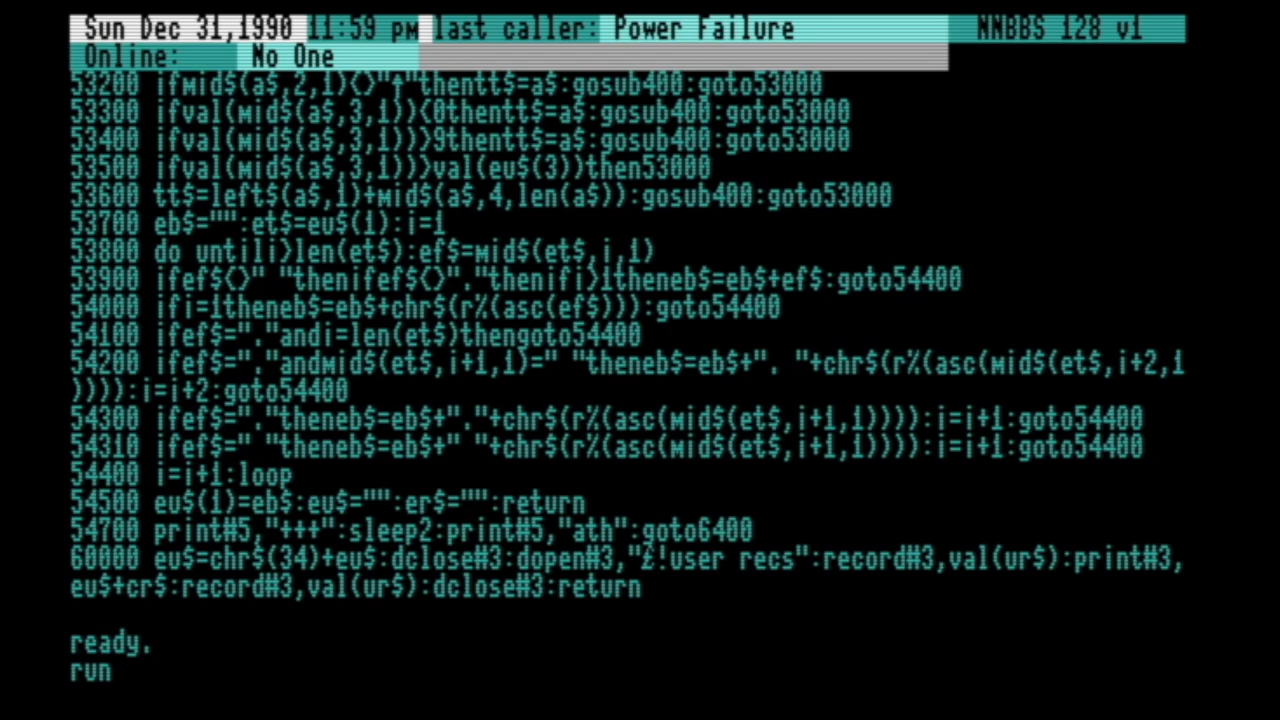 Sun Dec 31,1990 11:59 pm last caller: Power Failure NNBBS 128 v1
Online: No One
53200 ifmid$(a$,2,1)<>"↑"thentt$=a$:gosub400:goto53000
53300 ifval(mid$(a$,3,1))<0thentt$=a$:gosub400:goto53000
53400 ifval(mid$(a$,3,1))>9thentt$=a$:gosub400:goto53000
53500 ifval(mid$(a$,3,1))>val(eu$(3))then53000
53600 tt$=left$(a$,1)+mid$(a$,4,len(a$)):gosub400:goto53000
53700 eb$="":et$=eu$(1):i=1
53800 do untili>len(et$):ef$=mid$(et$,i,1)
53900 ifef$<>" "thenifef$<>"."thenifi>1theneb$=eb$+ef$:goto54400
54000 ifi=1theneb$=eb$+chr$(r%(asc(ef$))):goto54400
54100 ifef$="."andi=len(et$)thengoto54400
54200 ifef$="."andmid$(et$,i+1,1)=" "theneb$=eb$+". "+chr$(r%(asc(mid$(et$,i+2,1
)))):i=i+2:goto54400
54300 ifef$="."theneb$=eb$+"."+chr$(r%(asc(mid$(et$,i+1,1)))):i=i+1:goto54400
54310 ifef$=" "theneb$=eb$+" "+chr$(r%(asc(mid$(et$,i+1,1)))):i=i+1:goto54400
54400 i=i+1:loop
54500 eu$(1)=eb$:eu$="":er$="":return
54700 print#5,"+++":sleep2:print#5,"ath":goto6400
60000 eu$=chr$(34)+eu$:dclose#3:dopen#3,"£!user recs":record#3,val(ur$):print#3,
eu$+cr$:record#3,val(ur$):dclose#3:return
ready.
run